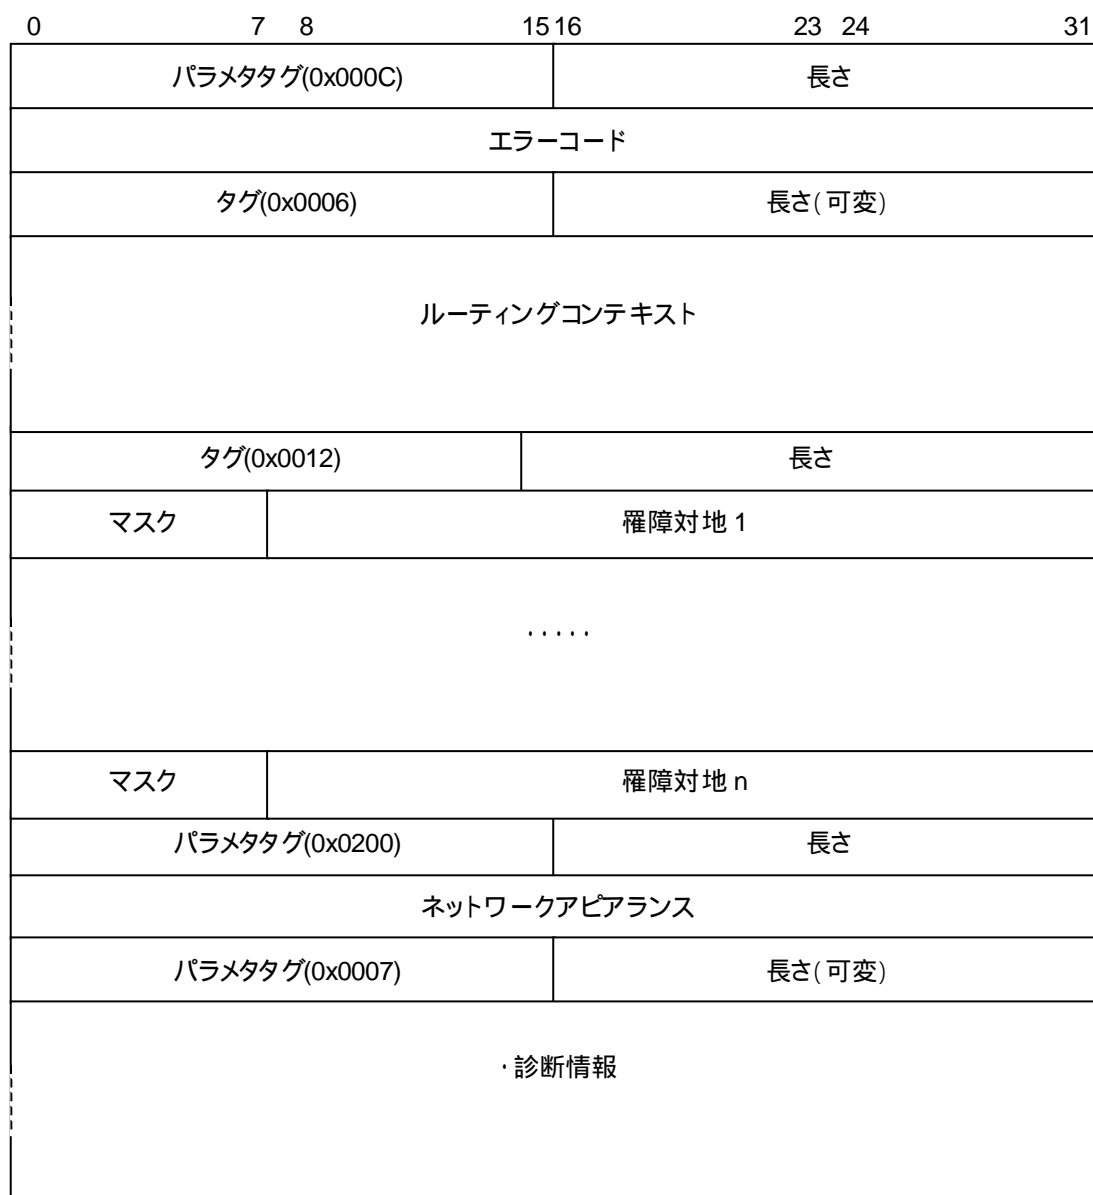 0 7 8 15 16 23 24 31
パラメタタグ(0x000C) 長さ
エラーコード
タグ(0x0006) 長さ(可変)
ルーティングコンテキスト
タグ(0x0012) 長さ
マスク 罹障対地 1
・・・・・
マスク 罹障対地 n
パラメタタグ(0x0200) 長さ
ネットワークアピアランス
パラメタタグ(0x0007) 長さ(可変)
・診断情報